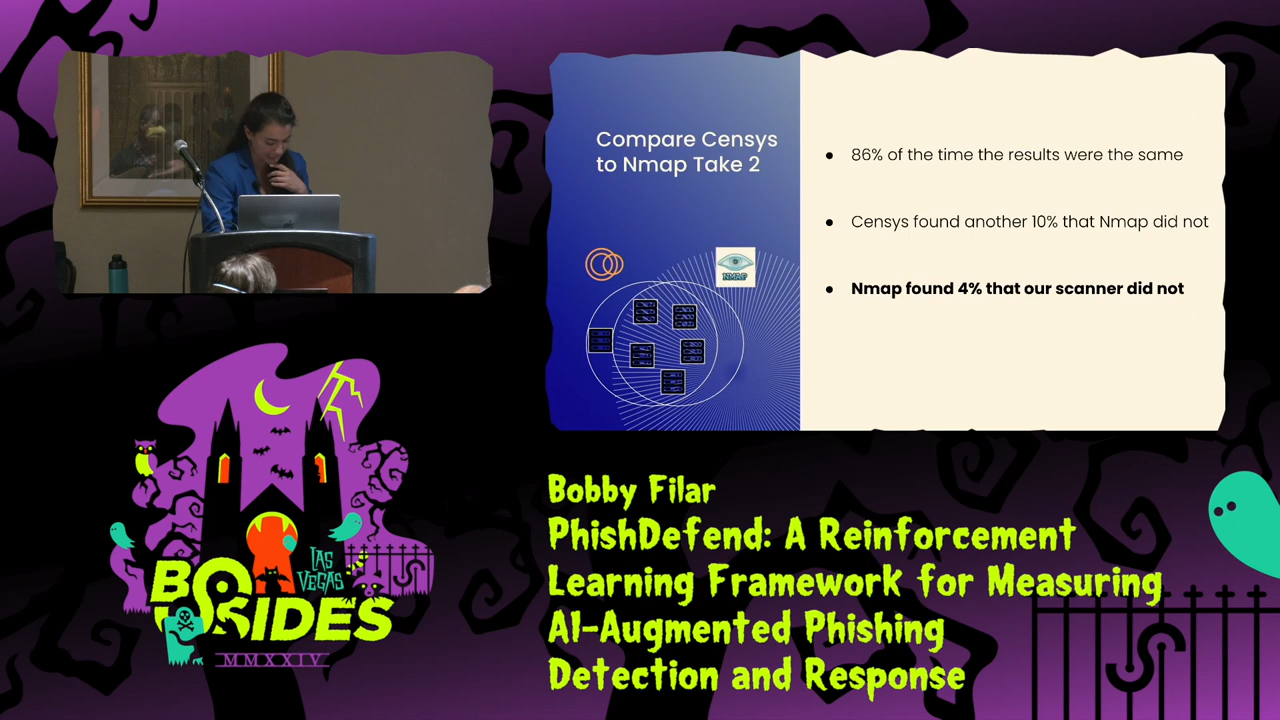 Compare Censys
to Nmap Take 2
NMAP
86% of the time the results were the same
Censys found another 10% that Nmap did not
Nmap found 4% that our scanner did not
LAS
VEGAS
BSIDES
MMXXIV
Bobby Filar
PhishDefend: A Reinforcement
Learning Framework for Measuring
AI-Augmented Phishing
Detection and Response